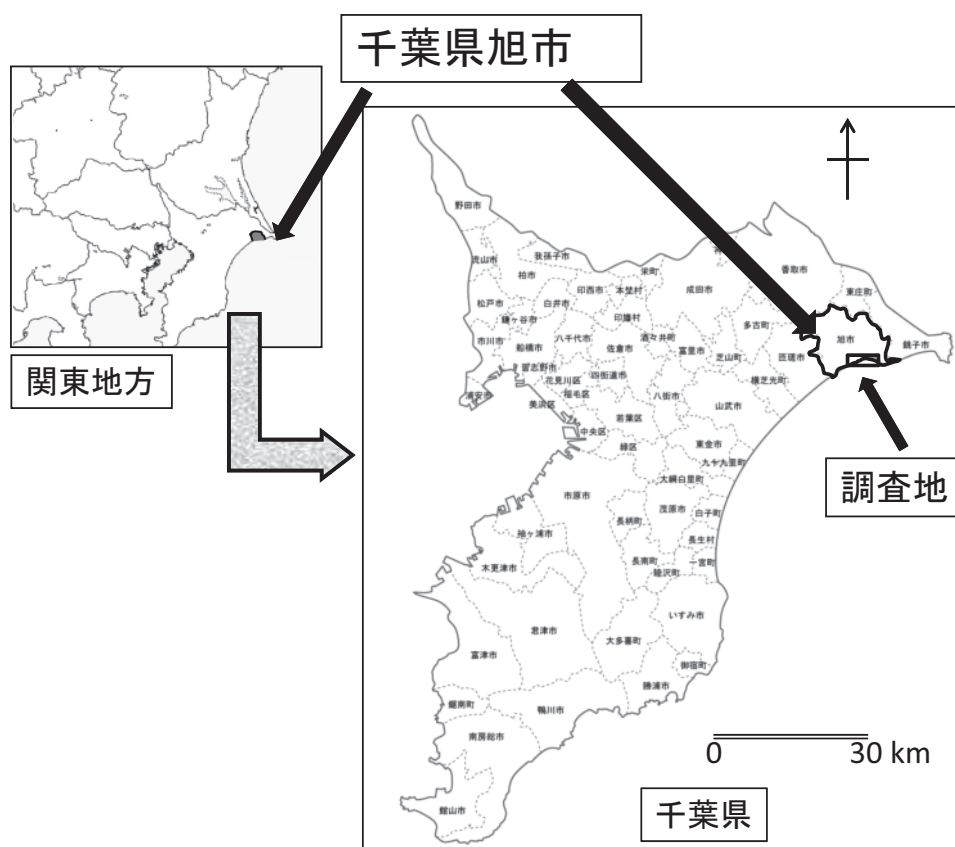 千葉県旭市
関東地方
野田市
流山市
我孫子市
柏市
栄町
香取市
松戸市
白井市
印西市
本埜村
成田市
東庄町
鎌ヶ谷市
印旛村
多古町
旭市
銚子市
市川市
船橋市
八千代市
佐倉市
酒々井町
富里市
芝山町
匝瑳市
習志野市
四街道市
横芝光町
浦安市
花見川区
稲毛区
美浜区
八街市
山武市
若葉区
中央区
緑区
東金市
九十九里町
調査地
大網白里町
市原市
茂原市
白子町
長柄町
袖ヶ浦市
長生村
長南町
一宮町
木更津市
睦沢町
いすみ市
君津市
大多喜町
富津市
御宿町
勝浦市
鋸南町
鴨川市
南房総市
0
30 km
館山市
千葉県